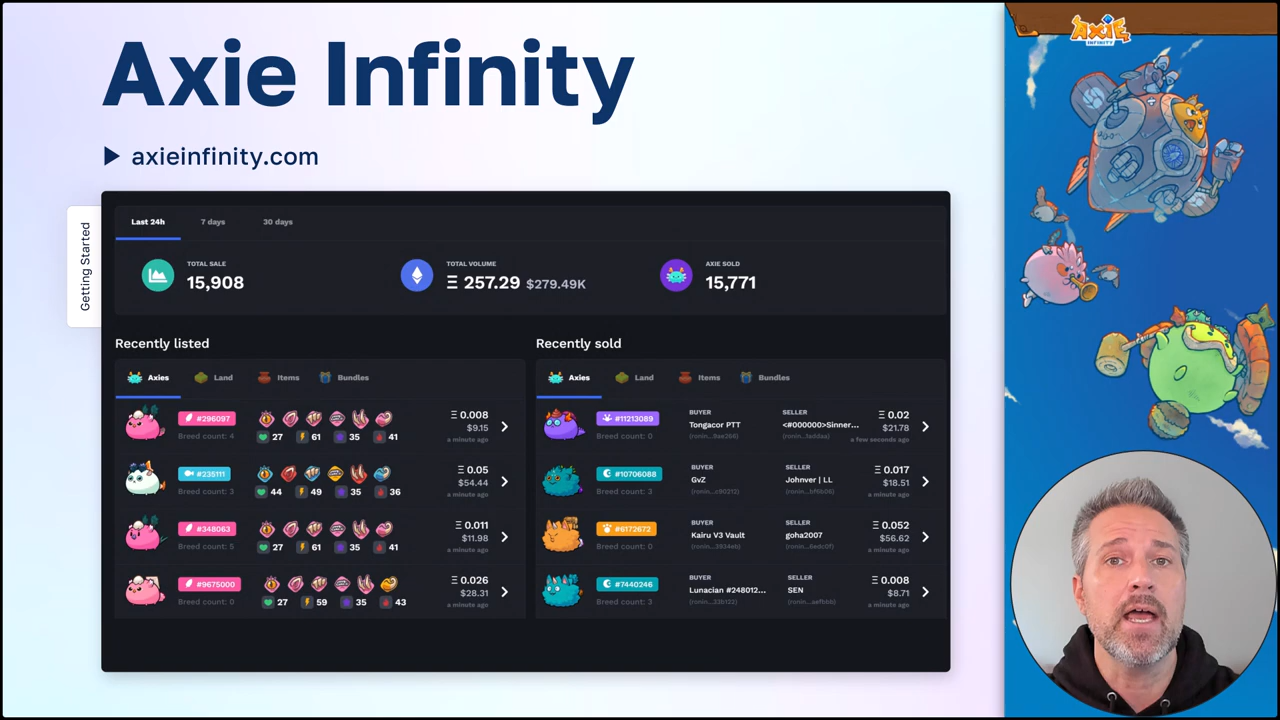 Axie Infinity
axieinfinity.com
Getting Started
Last 24h 7 days 30 days
TOTAL SALE
15,908
TOTAL VOLUME
Ξ 257.29 $279.49K
AXIE SOLD
15,771
Recently listed
Axies Land Items Bundles
#296097
Breed count: 4
27 61 35 41
Ξ 0.008
$9.15
a minute ago
#235111
Breed count: 3
44 49 35 36
Ξ 0.05
$54.44
a minute ago
#348063
Breed count: 5
27 61 35 41
Ξ 0.011
$11.98
a minute ago
#9675000
Breed count: 0
27 59 35 43
Ξ 0.026
$28.31
a minute ago
Recently sold
Axies Land Items Bundles
#11213089
Breed count: 0
BUYER
Tongacor PTT
SELLER
<#000000>Sinner...
Ξ 0.02
$21.78
a few seconds ago
#10706088
Breed count: 3
BUYER
GvZ
SELLER
Johnver | LL
Ξ 0.017
$18.51
a minute ago
#6172672
Breed count: 0
BUYER
Kairu V3 Vault
SELLER
goha2007
Ξ 0.052
$56.62
a minute ago
#7440246
Breed count: 3
BUYER
Lunacian #248012...
SELLER
SEN
Ξ 0.008
$8.71
a minute ago
AXIE
INFINITY